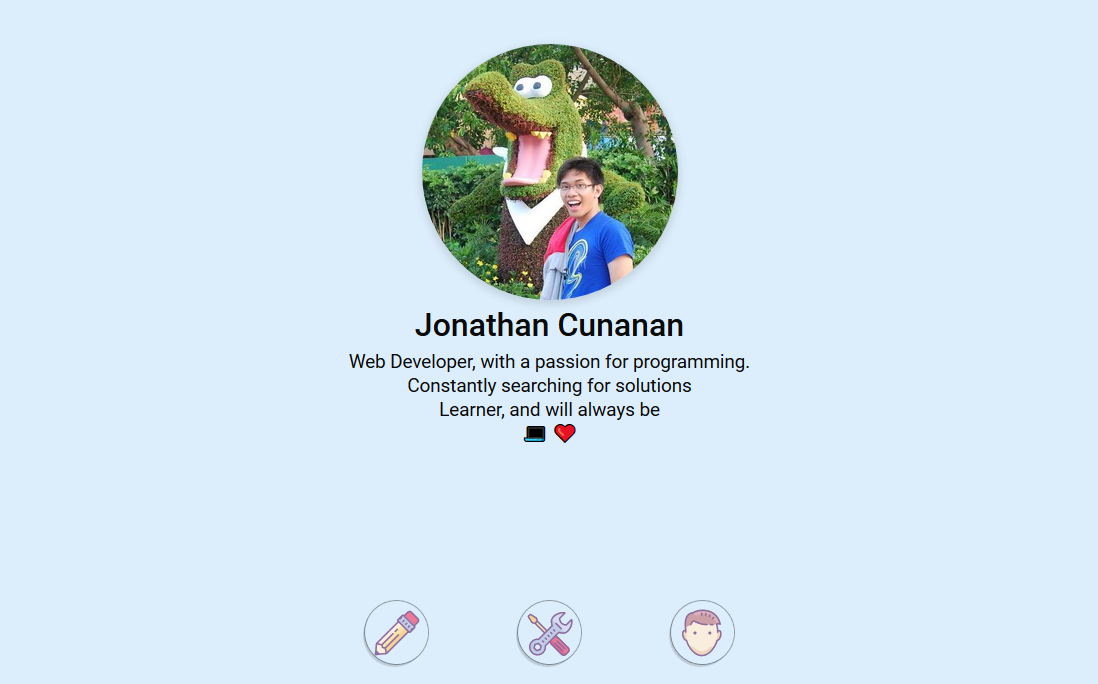 Jonathan Cunanan
Web Developer, with a passion for programming.
Constantly searching for solutions
Learner, and will always be
💻 ❤️